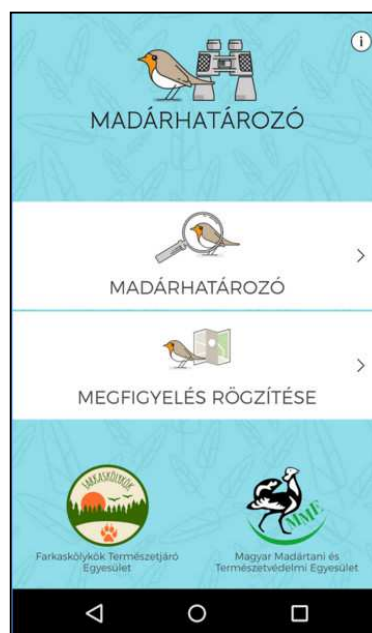 i
MADÁRHATÁROZÓ
MADÁRHATÁROZÓ
MEGFIGYELÉS RÖGZÍTÉSE
FARKASKÖLYKÖK
MME
Farkaskölykök Természetjáró
Egyesület
Magyar Madártani és
Természetvédelmi Egyesület